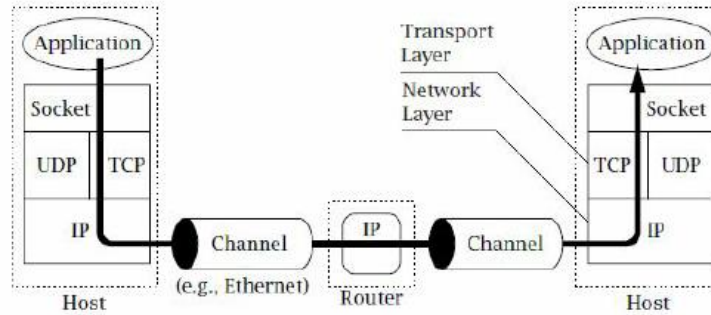 Application
Socket
UDP TCP
IP
Host
Channel
(e.g., Ethernet)
IP
Router
Channel
Transport
Layer
Network
Layer
Application
Socket
TCP UDP
IP
Host